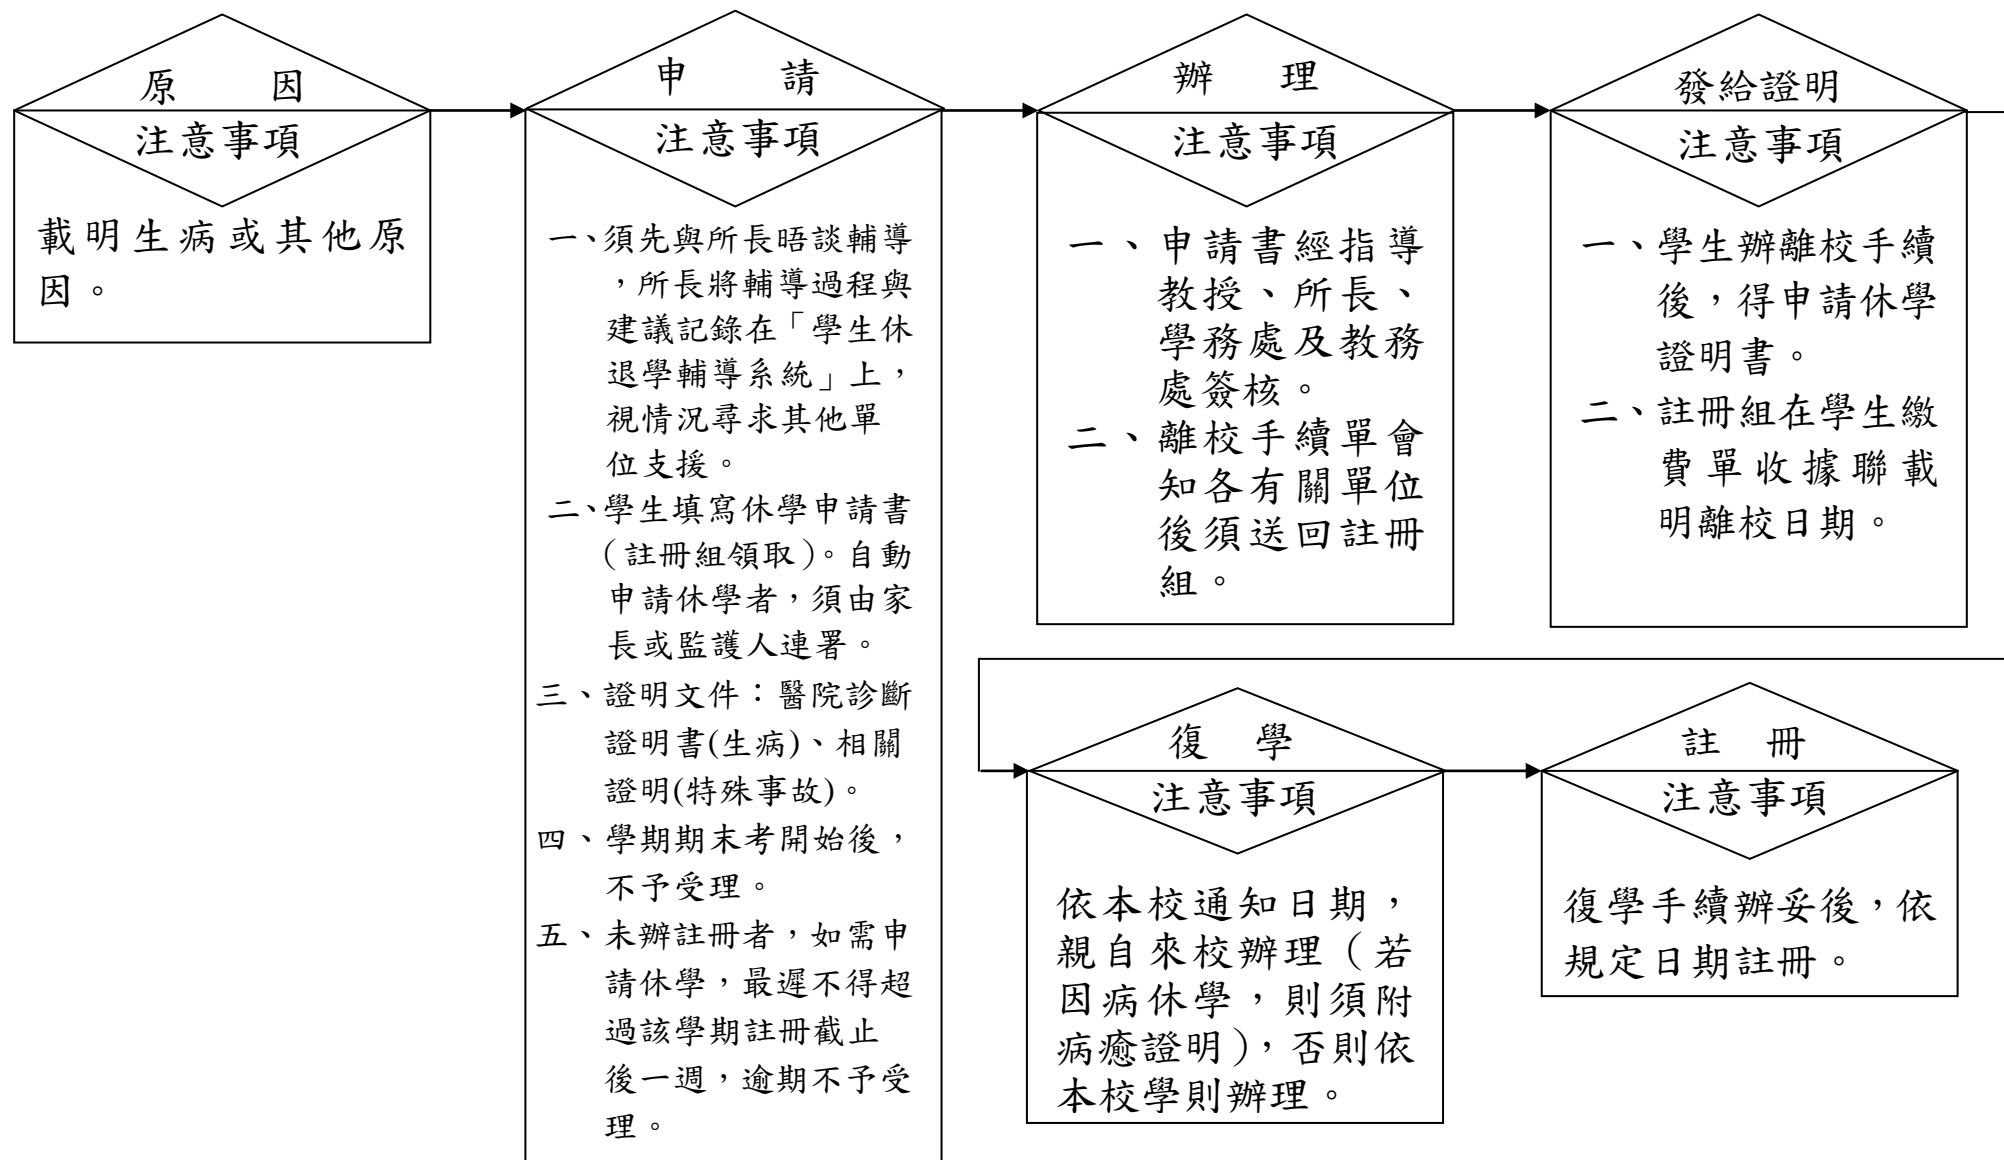 原　　因
注意事項
載明生病或其他原
因。
申　　請
注意事項
一、須先與所長晤談輔導
，所長將輔導過程與
建議記錄在「學生休
退學輔導系統」上，
視情況尋求其他單
位支援。
二、學生填寫休學申請書
（註冊組領取）。自動
申請休學者，須由家
長或監護人連署。
三、證明文件：醫院診斷
證明書(生病)、相關
證明(特殊事故)。
四、學期期末考開始後，
不予受理。
五、未辦註冊者，如需申
請休學，最遲不得超
過該學期註冊截止
後一週，逾期不予受
理。
辦　理
注意事項
一、申請書經指導
教授、所長、
學務處及教務
處簽核。
二、離校手續單會
知各有關單位
後須送回註冊
組。
發給證明
注意事項
一、學生辦離校手續
後，得申請休學
證明書。
二、註冊組在學生繳
費單收據聯載
明離校日期。
復　學
注意事項
依本校通知日期，
親自來校辦理（若
因病休學，則須附
病癒證明），否則依
本校學則辦理。
註　冊
注意事項
復學手續辦妥後，依
規定日期註冊。